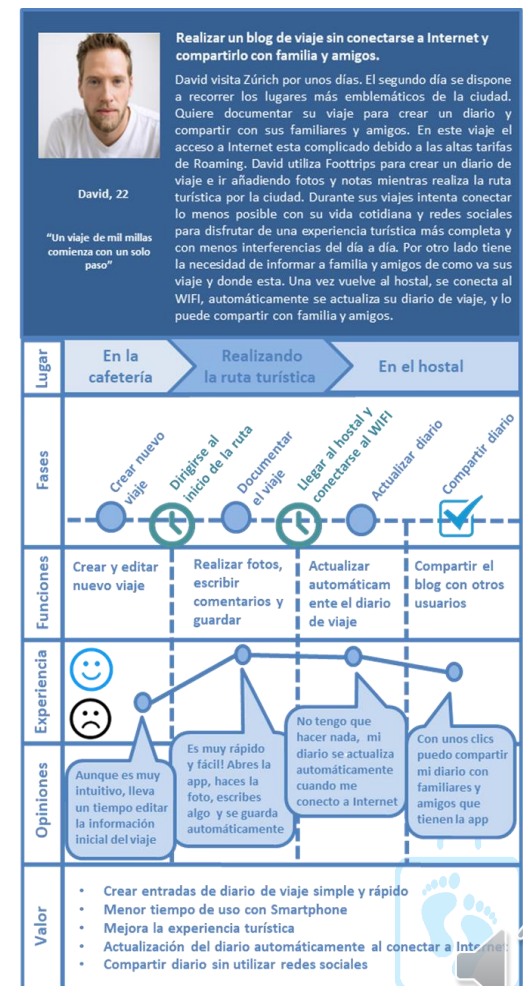 Realizar un blog de viaje sin conectarse a Internet y
compartirlo con familia y amigos.
David visita Zúrich por unos días. El segundo día se dispone
a recorrer los lugares más emblemáticos de la ciudad.
Quiere documentar su viaje para crear un diario y
compartir con sus familiares y amigos. En este viaje el
acceso a Internet esta complicado debido a las altas tarifas
de Roaming. David utiliza Foottrips para crear un diario de
viaje e ir añadiendo fotos y notas mientras realiza la ruta
turística por la ciudad. Durante sus viajes intenta conectar
lo menos posible con su vida cotidiana y redes sociales
para disfrutar de una experiencia turística más completa y
con menos interferencias del día a día. Por otro lado tiene
la necesidad de informar a familia y amigos de como va sus
viaje y donde esta. Una vez vuelve al hostal, se conecta al
WIFI, automáticamente se actualiza su diario de viaje, y lo
puede compartir con familia y amigos.
David, 22
“Un viaje de mil millas
comienza con un solo
paso”
Lugar
En la
cafetería
Realizando
la ruta turística
En el hostal
Fases
Crear nuevo
viaje
Dirigirse al
inicio de la ruta
Documentar
el viaje
Llegar al hostal y
conectarse al WIFI
Actualizar diario
Compartir diario
Funciones
Crear y editar
nuevo viaje
Realizar fotos,
escribir
comentarios y
guardar
Actualizar
automáticam
ente el diario
de viaje
Compartir el
blog con otros
usuarios
Experiencia
Opiniones
Aunque es muy
intuitivo, lleva
un tiempo editar
la información
inicial del viaje
Es muy rápido
y fácil! Abres la
app, haces la
foto, escribes
algo y se guarda
automáticamente
No tengo que
hacer nada, mi
diario se actualiza
automáticamente
cuando me
conecto a Internet
Con unos clics
puedo compartir
mi diario con
familiares y
amigos que
tienen la app
Valor
• Crear entradas de diario de viaje simple y rápido
• Menor tiempo de uso con Smartphone
• Mejora la experiencia turística
• Actualización del diario automáticamente al conectar a Internet
• Compartir diario sin utilizar redes sociales